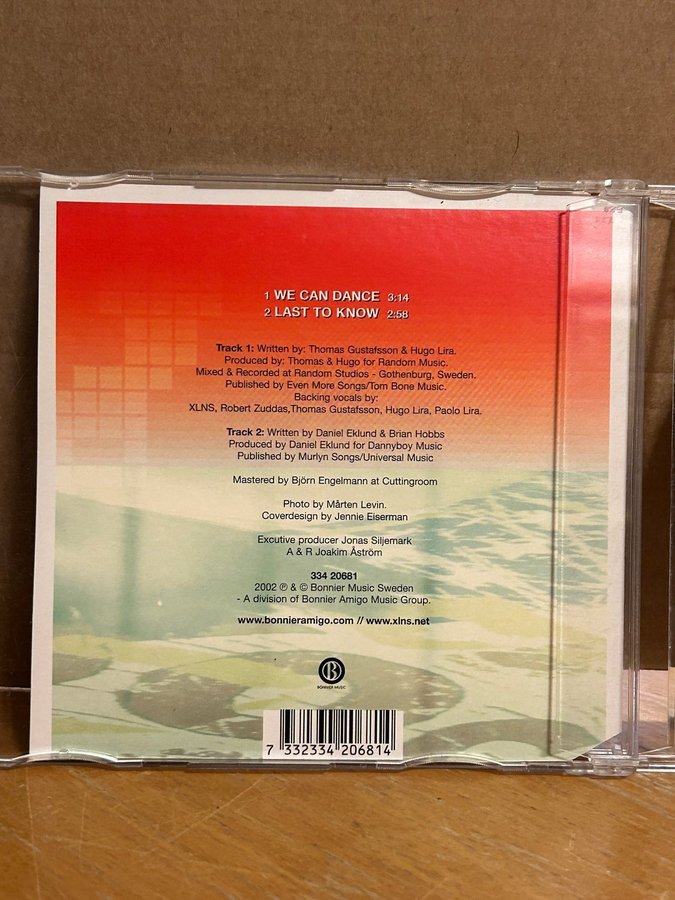 1 WE CAN DANCE 3:14
2 LAST TO KNOW 2:58
Track 1: Written by: Thomas Gustafsson & Hugo Lira.
Produced by: Thomas & Hugo for Random Music.
Mixed & Recorded at Random Studios - Gothenburg, Sweden.
Published by Even More Songs/Tom Bone Music.
Backing vocals by:
XLNS, Robert Zuddas,Thomas Gustafsson, Hugo Lira, Paolo Lira.
Track 2: Written by Daniel Eklund & Brian Hobbs
Produced by Daniel Eklund for Dannyboy Music
Published by Murlyn Songs/Universal Music
Mastered by Björn Engelmann at Cuttingroom
Photo by Mårten Levin.
Coverdesign by Jennie Eiserman
Excutive producer Jonas Siljemark
A & R Joakim Åström
334 20681
2002 ℗ & © Bonnier Music Sweden
- A division of Bonnier Amigo Music Group.
www.bonnieramigo.com // www.xlns.net
B
BONNIER MUSIC
7 332334 206814